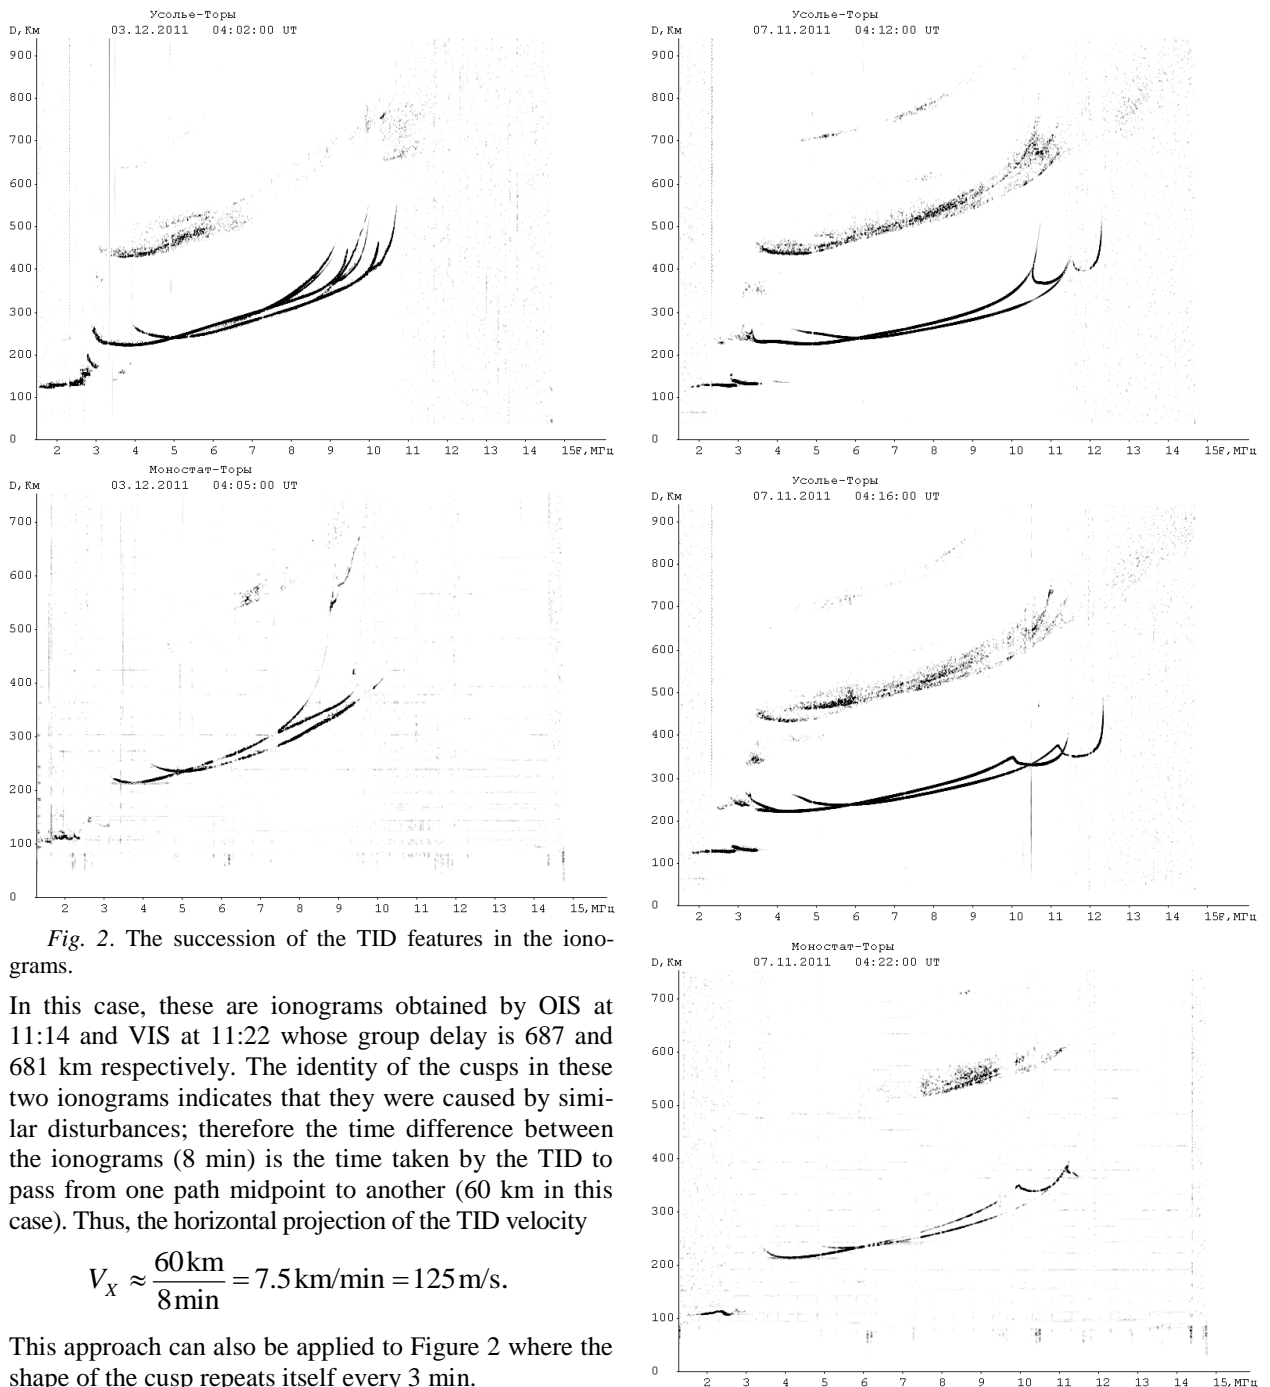 Усолье-Торы
D,Км 03.12.2011 04:02:00 UT
900
800
700
600
500
400
300
200
100
0
2 3 4 5 6 7 8 9 10 11 12 13 14 15F,МГц
Моностат-Торы
D,Км 03.12.2011 04:05:00 UT
700
600
500
400
300
200
100
0
2 3 4 5 6 7 8 9 10 11 12 13 14 15,МГц
Fig. 2. The succession of the TID features in the iono-
grams.
In this case, these are ionograms obtained by OIS at
11:14 and VIS at 11:22 whose group delay is 687 and
681 km respectively. The identity of the cusps in these
two ionograms indicates that they were caused by simi-
lar disturbances; therefore the time difference between
the ionograms (8 min) is the time taken by the TID to
pass from one path midpoint to another (60 km in this
case). Thus, the horizontal projection of the TID velocity
V_X ≈ 60 km / 8 min = 7.5 km/min = 125 m/s.
This approach can also be applied to Figure 2 where the
shape of the cusp repeats itself every 3 min.
Усолье-Торы
D,Км 07.11.2011 04:12:00 UT
900
800
700
600
500
400
300
200
100
0
2 3 4 5 6 7 8 9 10 11 12 13 14 15F,МГц
Усолье-Торы
D,Км 07.11.2011 04:16:00 UT
900
800
700
600
500
400
300
200
100
0
2 3 4 5 6 7 8 9 10 11 12 13 14 15F,МГц
Моностат-Торы
D,Км 07.11.2011 04:22:00 UT
700
600
500
400
300
200
100
0
2 3 4 5 6 7 8 9 10 11 12 13 14 15,МГц